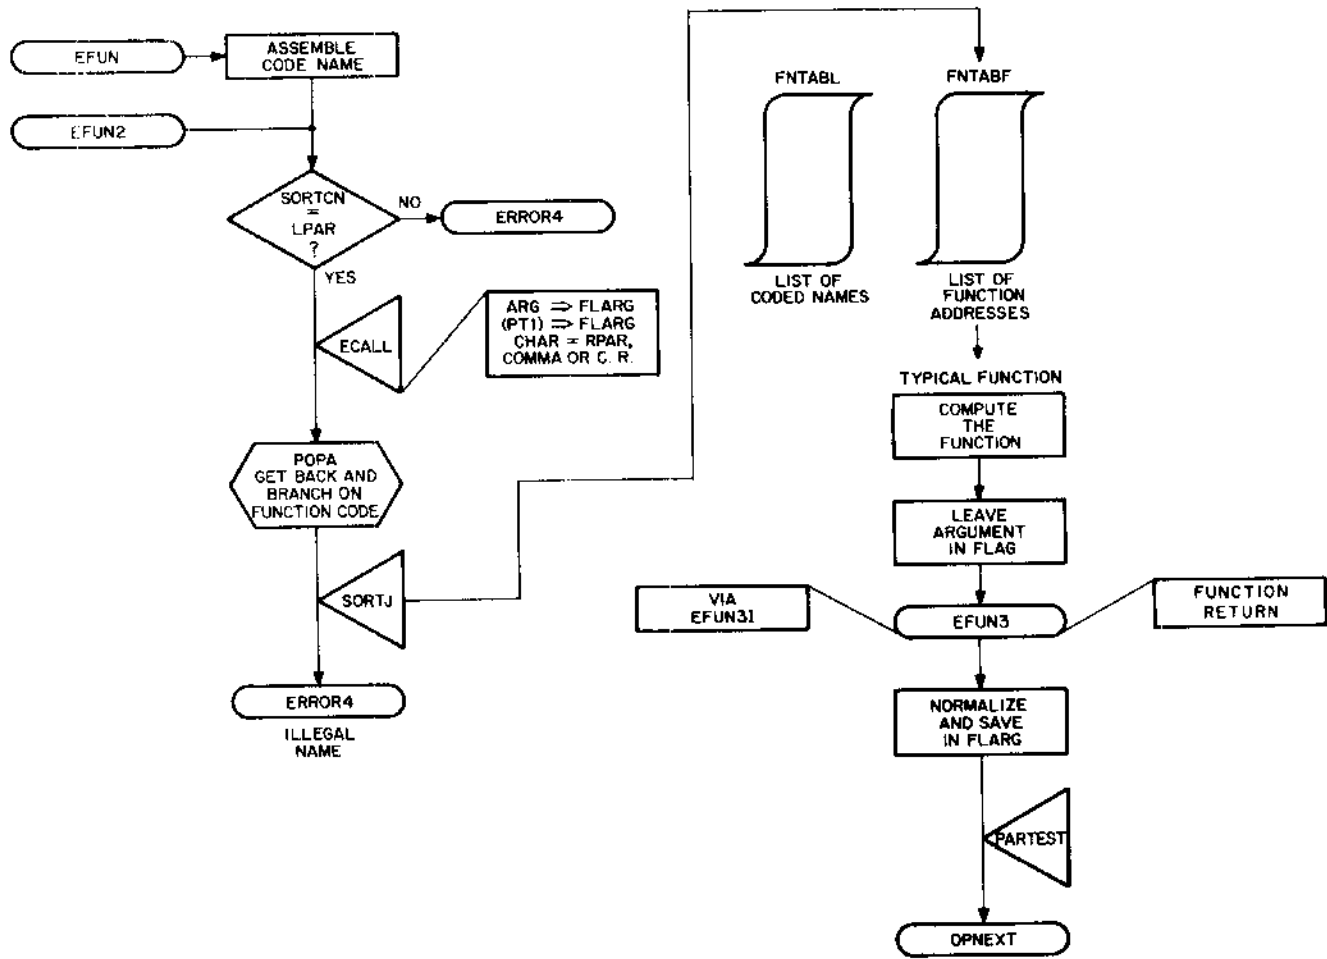 EFUN
ASSEMBLE
CODE NAME
EFUN2
SORTCN
=
LPAR
?
NO
ERROR4
YES
ECALL
ARG ⇒ FLARG
(PT1) ⇒ FLARG
CHAR = RPAR,
COMMA OR C. R.
POPA
GET BACK AND
BRANCH ON
FUNCTION CODE
SORTJ
ERROR4
ILLEGAL
NAME
FNTABL
LIST OF
CODED NAMES
FNTABF
LIST OF
FUNCTION
ADDRESSES
TYPICAL FUNCTION
COMPUTE
THE
FUNCTION
LEAVE
ARGUMENT
IN FLAG
VIA
EFUN3I
EFUN3
FUNCTION
RETURN
NORMALIZE
AND SAVE
IN FLARG
PARTEST
OPNEXT